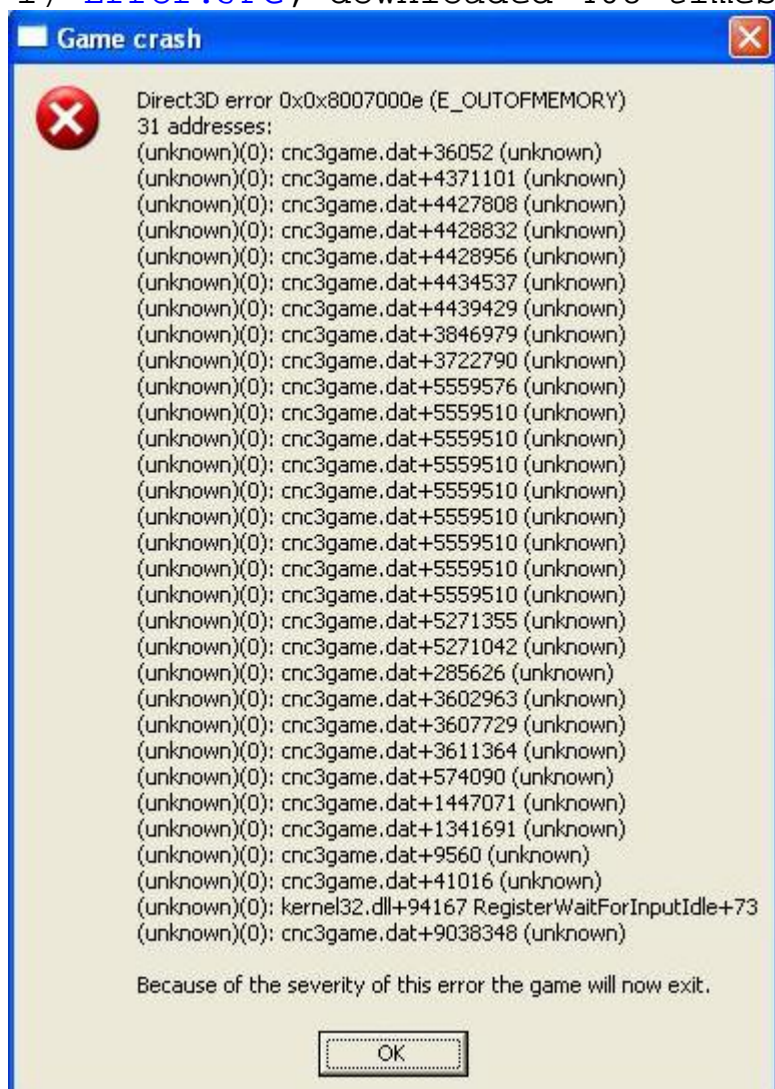 1) Error.JPG, downloaded 406 times
Game crash
Direct3D error 0x0x8007000e (E_OUTOFMEMORY)
31 addresses:
(unknown)(0): cnc3game.dat+36052 (unknown)
(unknown)(0): cnc3game.dat+4371101 (unknown)
(unknown)(0): cnc3game.dat+4427808 (unknown)
(unknown)(0): cnc3game.dat+4428832 (unknown)
(unknown)(0): cnc3game.dat+4428956 (unknown)
(unknown)(0): cnc3game.dat+4434537 (unknown)
(unknown)(0): cnc3game.dat+4439429 (unknown)
(unknown)(0): cnc3game.dat+3846979 (unknown)
(unknown)(0): cnc3game.dat+3722790 (unknown)
(unknown)(0): cnc3game.dat+5559576 (unknown)
(unknown)(0): cnc3game.dat+5559510 (unknown)
(unknown)(0): cnc3game.dat+5559510 (unknown)
(unknown)(0): cnc3game.dat+5559510 (unknown)
(unknown)(0): cnc3game.dat+5559510 (unknown)
(unknown)(0): cnc3game.dat+5559510 (unknown)
(unknown)(0): cnc3game.dat+5559510 (unknown)
(unknown)(0): cnc3game.dat+5559510 (unknown)
(unknown)(0): cnc3game.dat+5559510 (unknown)
(unknown)(0): cnc3game.dat+5271355 (unknown)
(unknown)(0): cnc3game.dat+5271042 (unknown)
(unknown)(0): cnc3game.dat+285626 (unknown)
(unknown)(0): cnc3game.dat+3602963 (unknown)
(unknown)(0): cnc3game.dat+3607729 (unknown)
(unknown)(0): cnc3game.dat+3611364 (unknown)
(unknown)(0): cnc3game.dat+574090 (unknown)
(unknown)(0): cnc3game.dat+1447071 (unknown)
(unknown)(0): cnc3game.dat+1341691 (unknown)
(unknown)(0): cnc3game.dat+9560 (unknown)
(unknown)(0): cnc3game.dat+41016 (unknown)
(unknown)(0): kernel32.dll+94167 RegisterWaitForInputIdle+73
(unknown)(0): cnc3game.dat+9038348 (unknown)
Because of the severity of this error the game will now exit.
OK